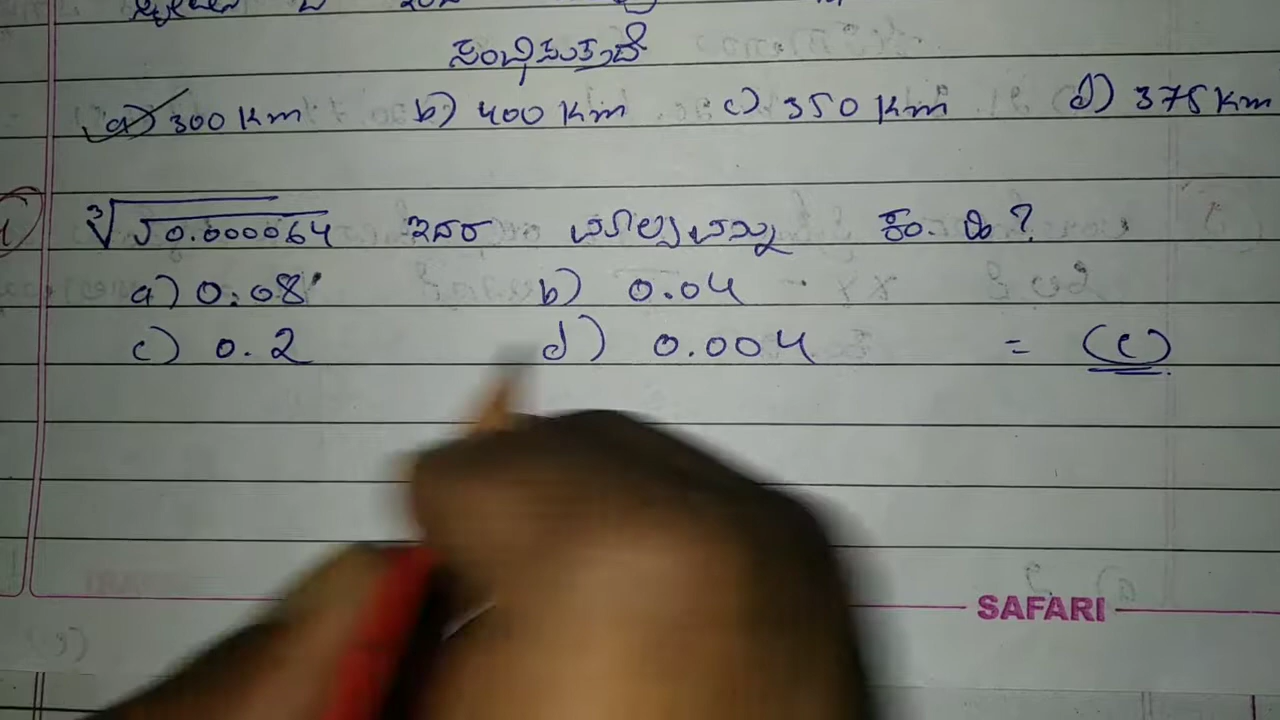 ಸಂಭಿಸುತ್ತಾದೆ
a) 300 Km b) 400 Km c) 350 Km d) 375 Km
∛√0.000064 ಇದರ ಮೌಲ್ಯವನ್ನು ಕಂ. ಹಿ ?
a) 0.08 b) 0.04
c) 0.2 d) 0.004 = (C)
SAFARI